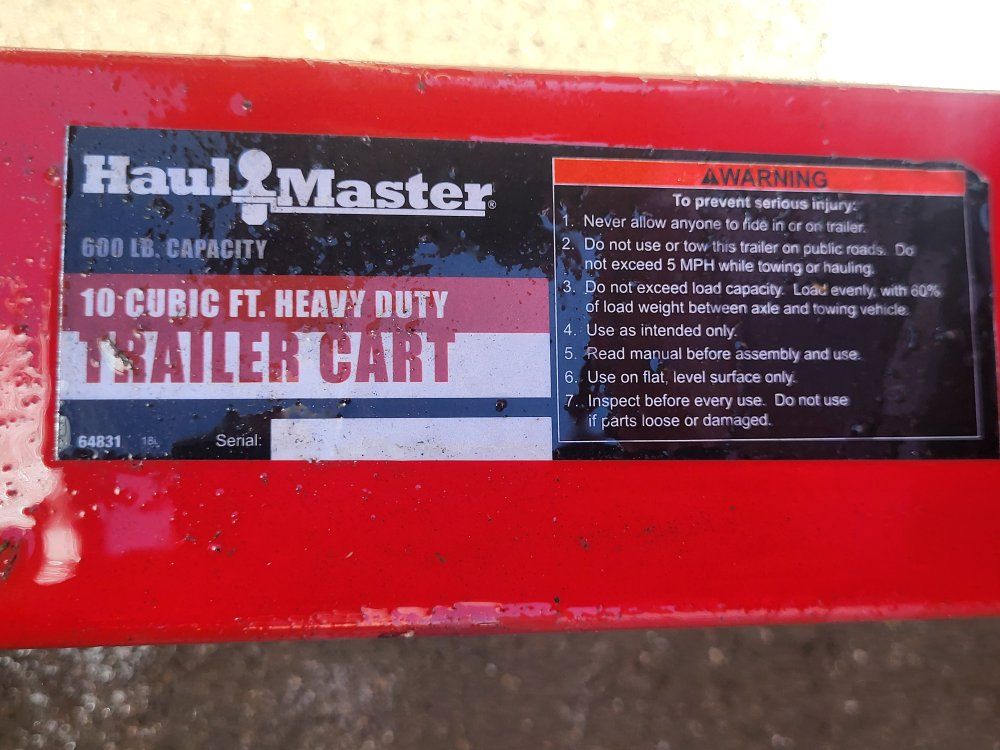 Haul Master®
600 LB. CAPACITY
10 CUBIC FT. HEAVY DUTY
TRAILER CART
64831
Serial:
WARNING
To prevent serious injury:
1. Never allow anyone to ride in or on trailer.
2. Do not use or tow this trailer on public roads. Do
not exceed 5 MPH while towing or hauling.
3. Do not exceed load capacity. Load evenly, with 60%
of load weight between axle and towing vehicle.
4. Use as intended only.
5. Read manual before assembly and use.
6. Use on flat, level surface only.
7. Inspect before every use. Do not use
if parts loose or damaged.